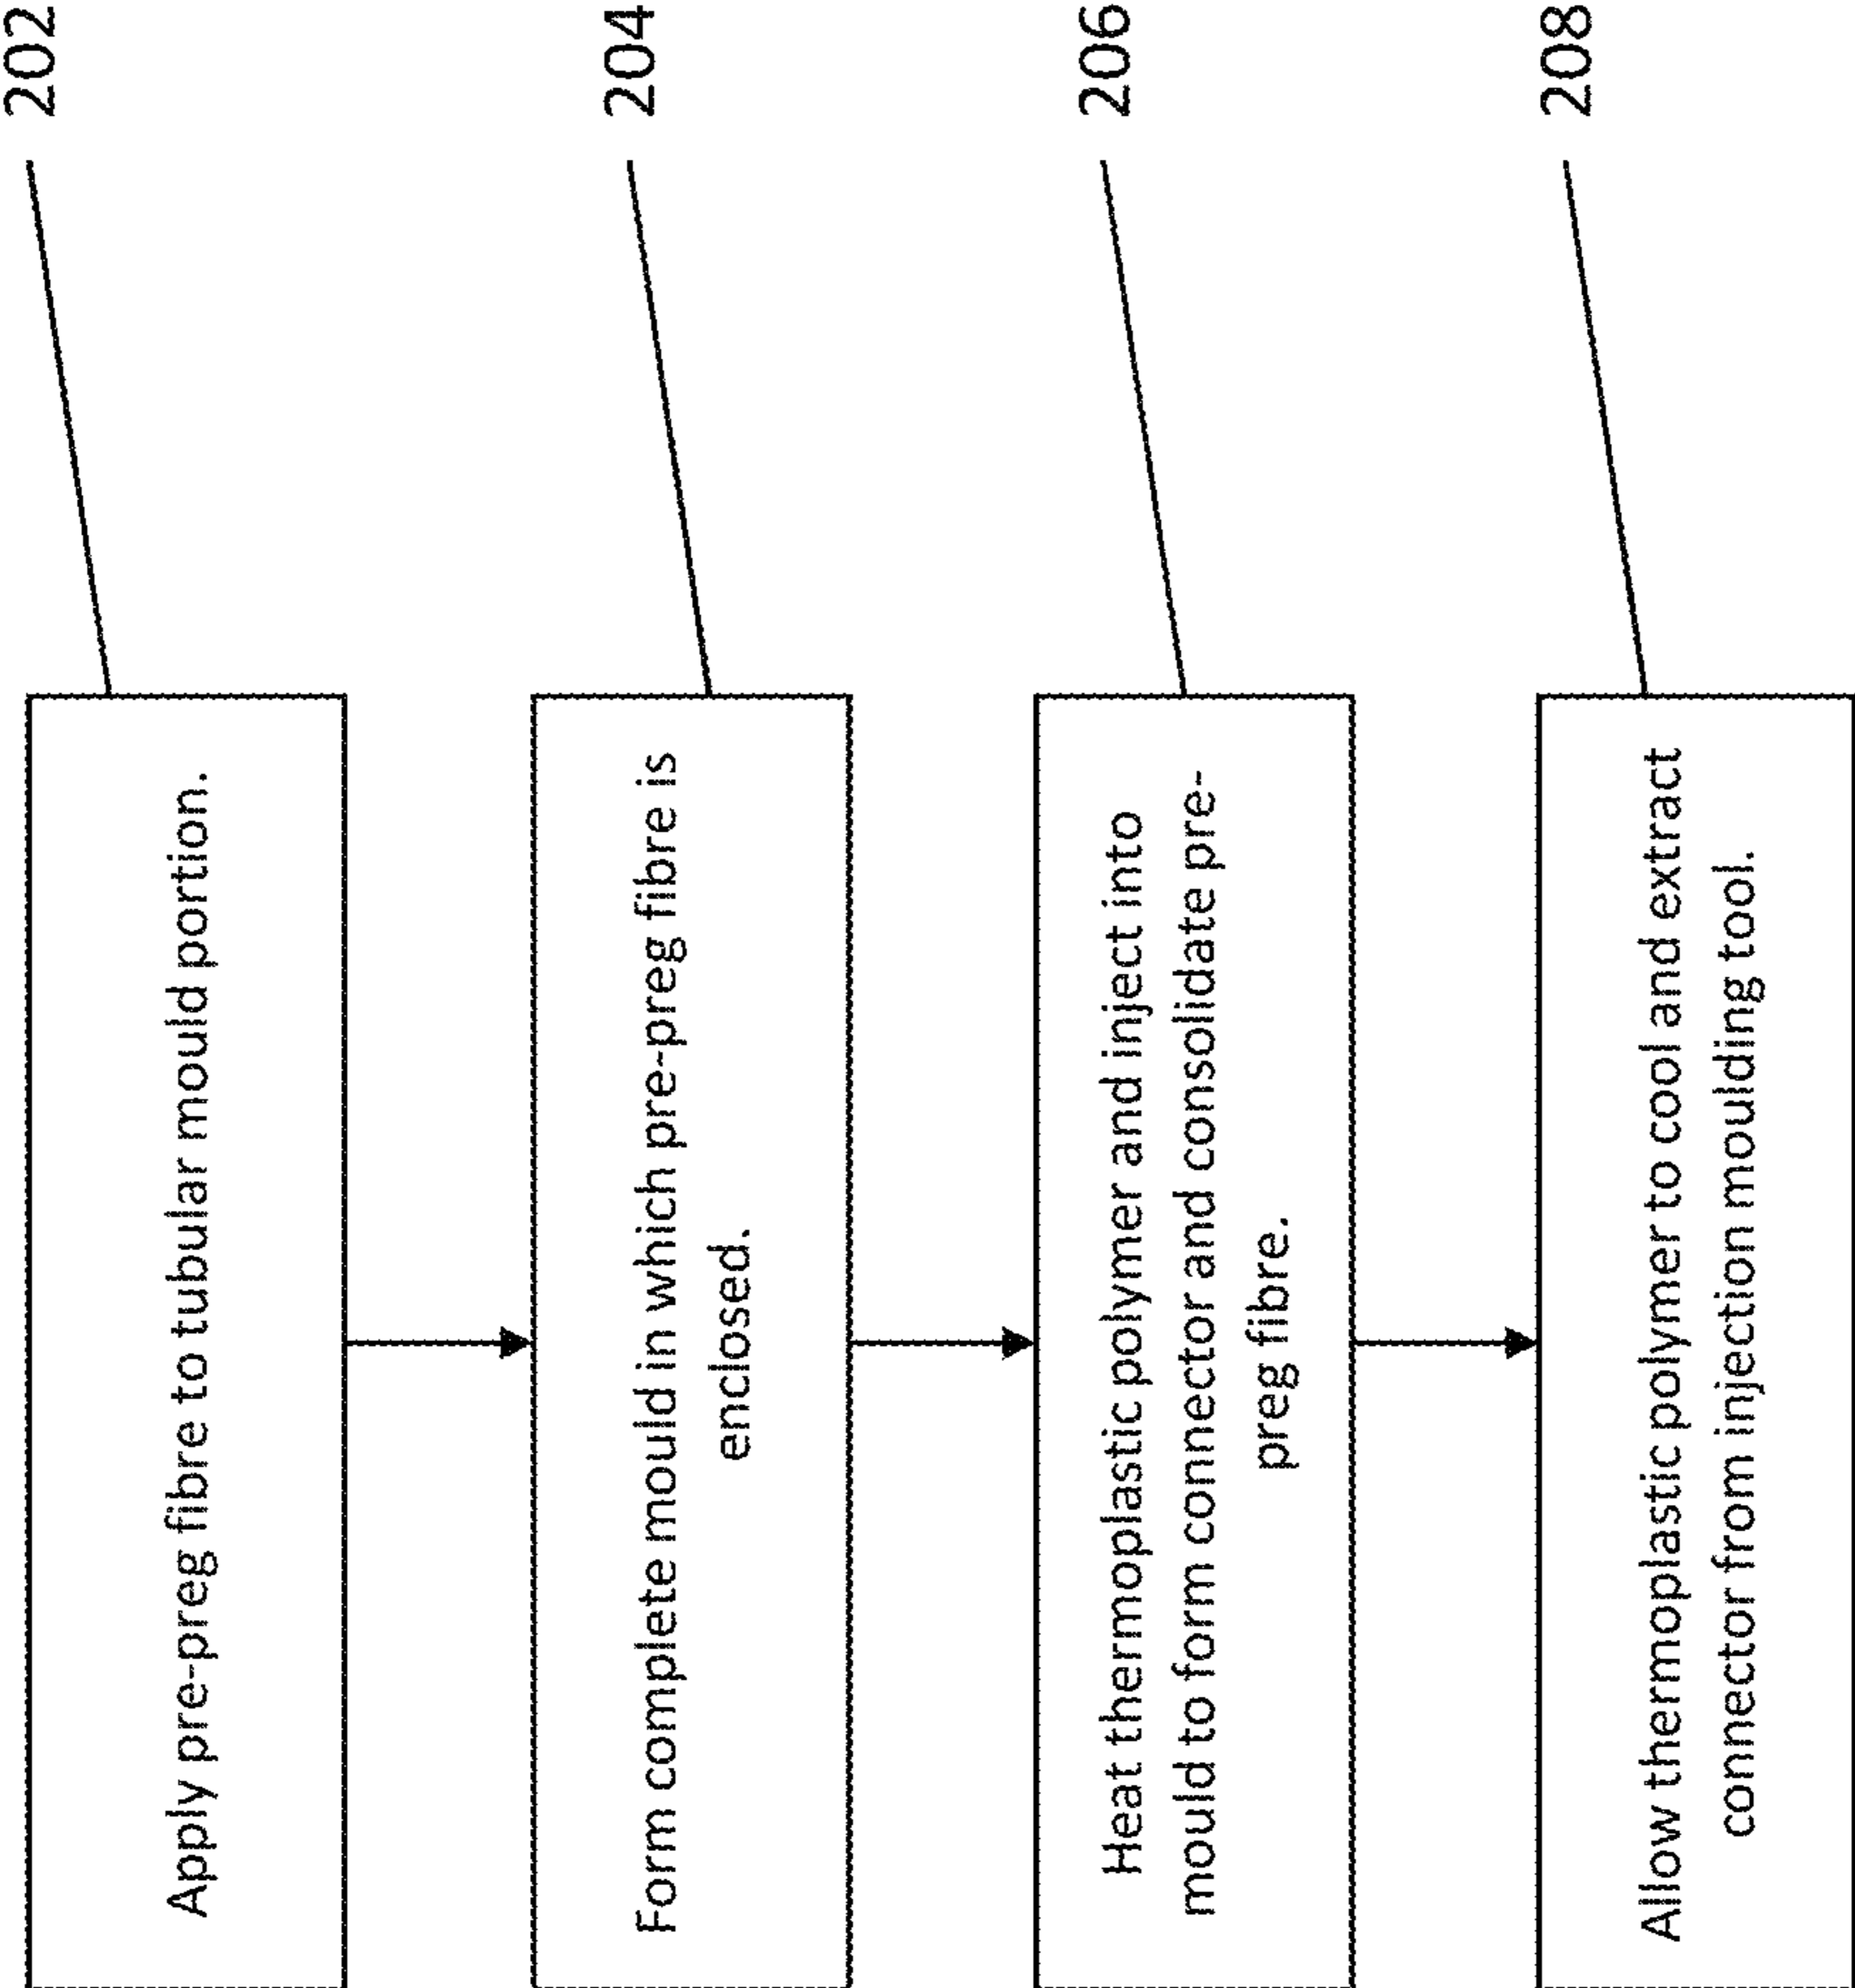 202
Apply pre-preg fibre to tubular mould portion.
204
Form complete mould in which pre-preg fibre is
enclosed.
206
Heat thermoplastic polymer and inject into
mould to form connector and consolidate pre-
preg fibre.
208
Allow thermoplastic polymer to cool and extract
connector from injection moulding tool.